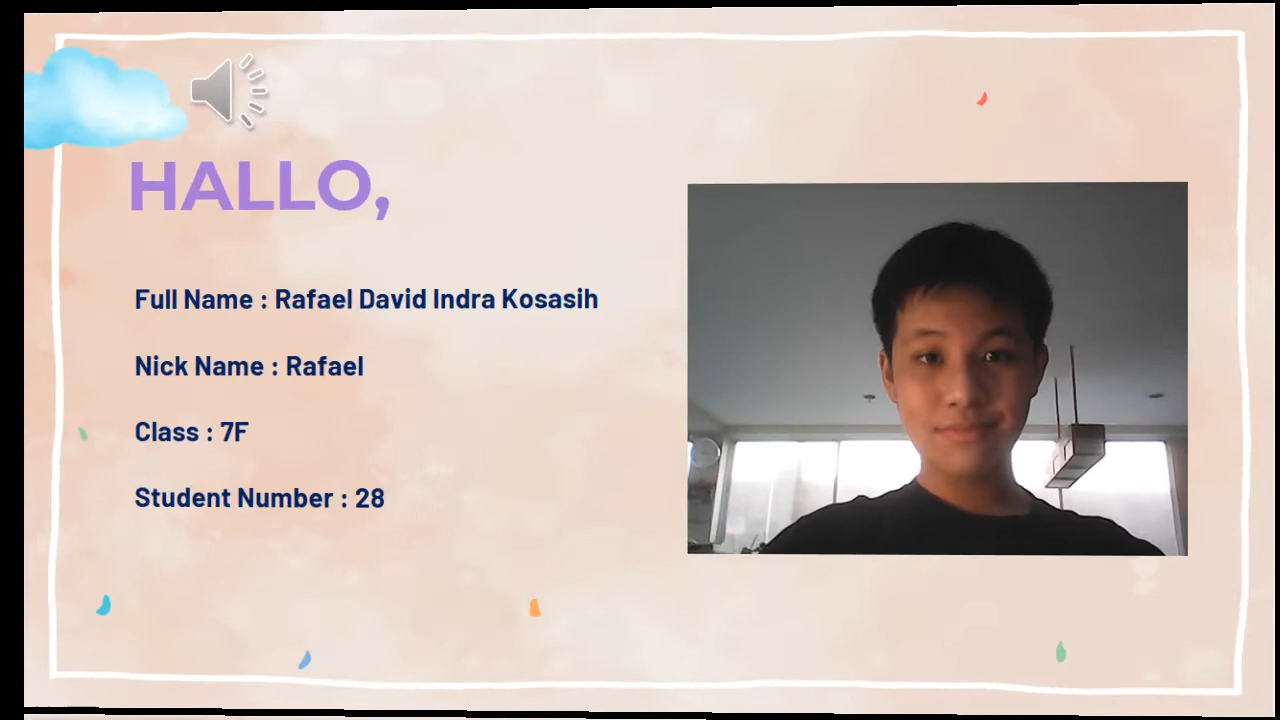 HALLO,
Full Name : Rafael David Indra Kosasih
Nick Name : Rafael
Class : 7F
Student Number : 28